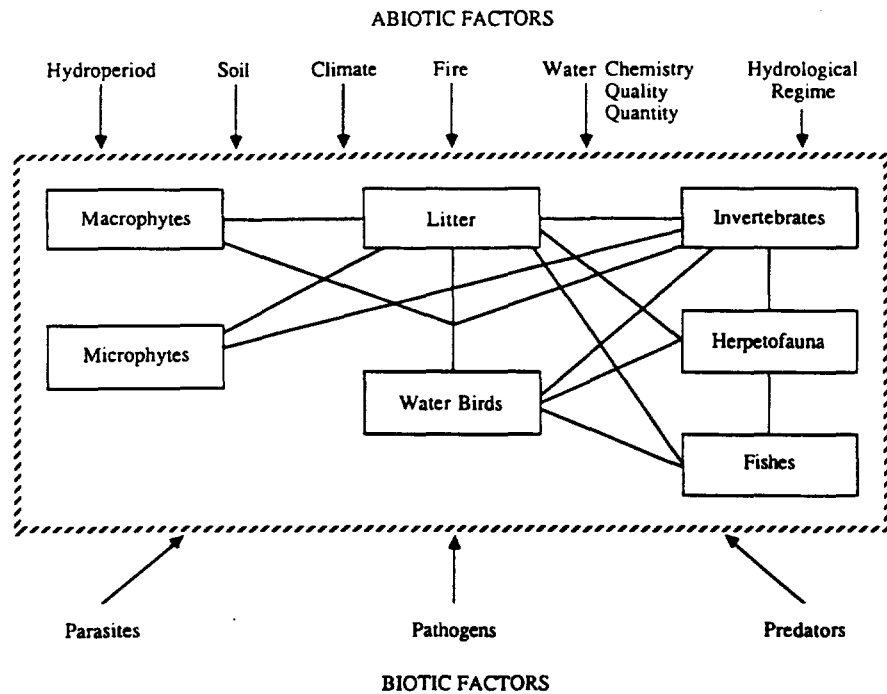 ABIOTIC FACTORS
Hydroperiod
Soil
Climate
Fire
Water Chemistry
Quality
Quantity
Hydrological
Regime
Macrophytes
Litter
Invertebrates
Microphytes
Herpetofauna
Water Birds
Fishes
Parasites
Pathogens
Predators
BIOTIC FACTORS